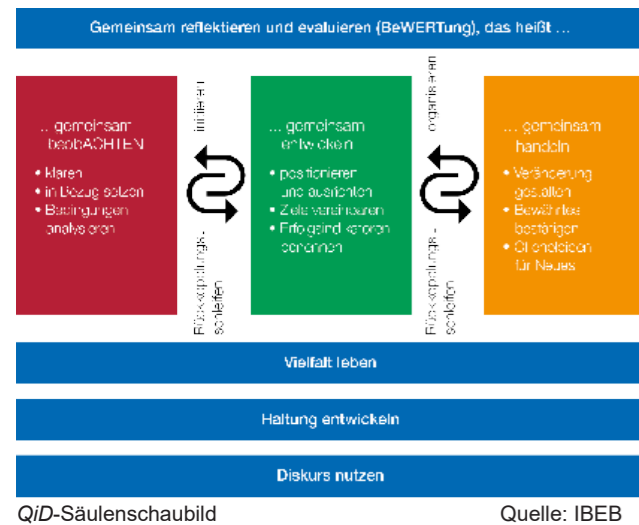 Gemeinsam reflektieren und evaluieren (BeWERTung), das heißt ...
... gemeinsam
beobACHTEN
• klären
• in Bezug setzen
• Bedingungen
analysieren
initiieren
Rückkopplungs-
schleifen
... gemeinsam
entwickeln
• positionieren
und ausrichten
• Ziele vereinbaren
• Erfolgsindikatoren
benennen
organisieren
Rückkopplungs-
schleifen
... gemeinsam
handeln
• Veränderung
gestalten
• Bewährtes
bestätigen
• für Neues
Vielfalt leben
Haltung entwickeln
Diskurs nutzen
QiD-Säulenschaubild
Quelle: IBEB